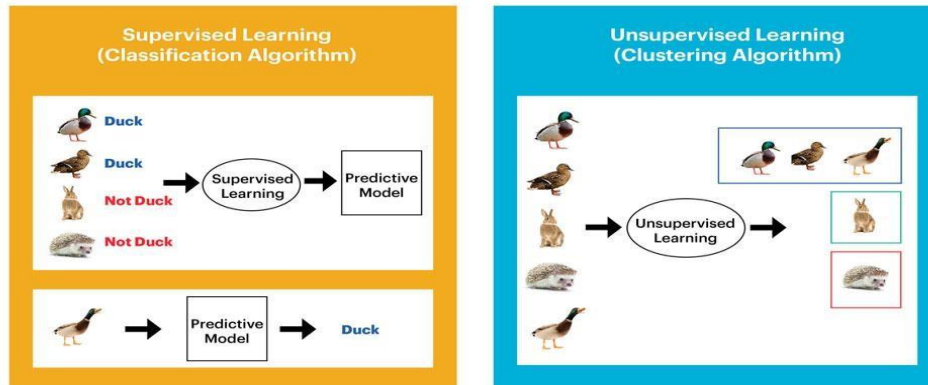 Supervised Learning
(Classification Algorithm)
Duck
Duck
Not Duck
Not Duck
Supervised
Learning
Predictive
Model
Predictive
Model
Duck
Unsupervised Learning
(Clustering Algorithm)
Unsupervised
Learning